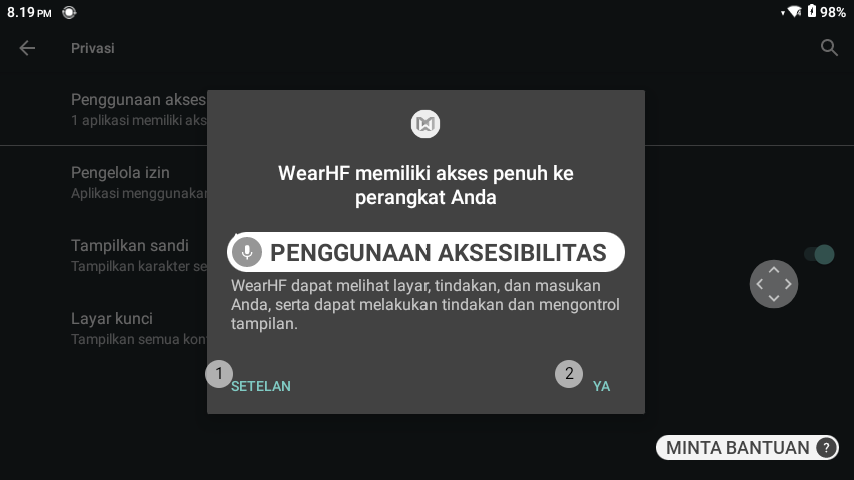 8.19 PM
98%
Privasi
Penggunaan akses
1 aplikasi memiliki aks
Pengelola izin
Aplikasi menggunakan
Tampilkan sandi
Tampilkan karakter se
Layar kunci
Tampilkan semua kon
WearHF memiliki akses penuh ke
perangkat Anda
PENGGUNAAN AKSESIBILITAS
WearHF dapat melihat layar, tindakan, dan masukan
Anda, serta dapat melakukan tindakan dan mengontrol
tampilan.
1
SETELAN
2
YA
MINTA BANTUAN ?